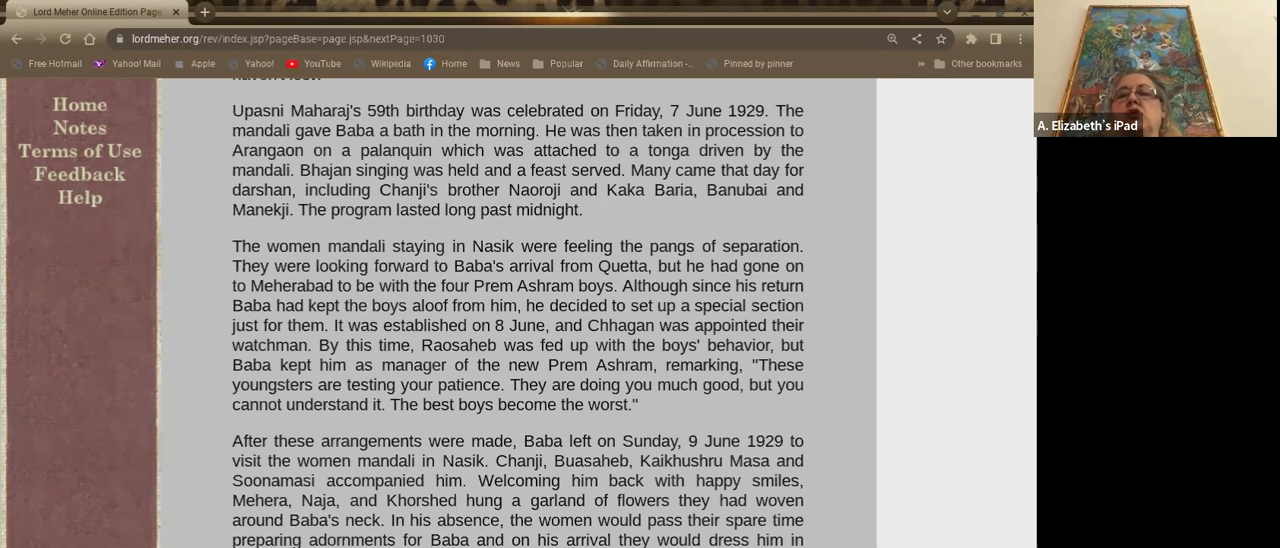 Lord Meher Online Edition Page
lordmeher.org/rev/index.jsp?pageBase=page.jsp&nextPage=1030
Free Hotmail Yahoo! Mail Apple Yahoo! YouTube Wikipedia Home News Popular Daily Affirmation -... Pinned by pinner » Other bookmarks
A. Elizabeth's iPad
Home
Notes
Terms of Use
Feedback
Help
Upasni Maharaj's 59th birthday was celebrated on Friday, 7 June 1929. The
mandali gave Baba a bath in the morning. He was then taken in procession to
Arangaon on a palanquin which was attached to a tonga driven by the
mandali. Bhajan singing was held and a feast served. Many came that day for
darshan, including Chanji's brother Naoroji and Kaka Baria, Banubai and
Manekji. The program lasted long past midnight.
The women mandali staying in Nasik were feeling the pangs of separation.
They were looking forward to Baba's arrival from Quetta, but he had gone on
to Meherabad to be with the four Prem Ashram boys. Although since his return
Baba had kept the boys aloof from him, he decided to set up a special section
just for them. It was established on 8 June, and Chhagan was appointed their
watchman. By this time, Raosaheb was fed up with the boys' behavior, but
Baba kept him as manager of the new Prem Ashram, remarking, "These
youngsters are testing your patience. They are doing you much good, but you
cannot understand it. The best boys become the worst."
After these arrangements were made, Baba left on Sunday, 9 June 1929 to
visit the women mandali in Nasik. Chanji, Buasaheb, Kaikhushru Masa and
Soonamasi accompanied him. Welcoming him back with happy smiles,
Mehera, Naja, and Khorshed hung a garland of flowers they had woven
around Baba's neck. In his absence, the women would pass their spare time
preparing adornments for Baba and on his arrival they would dress him in